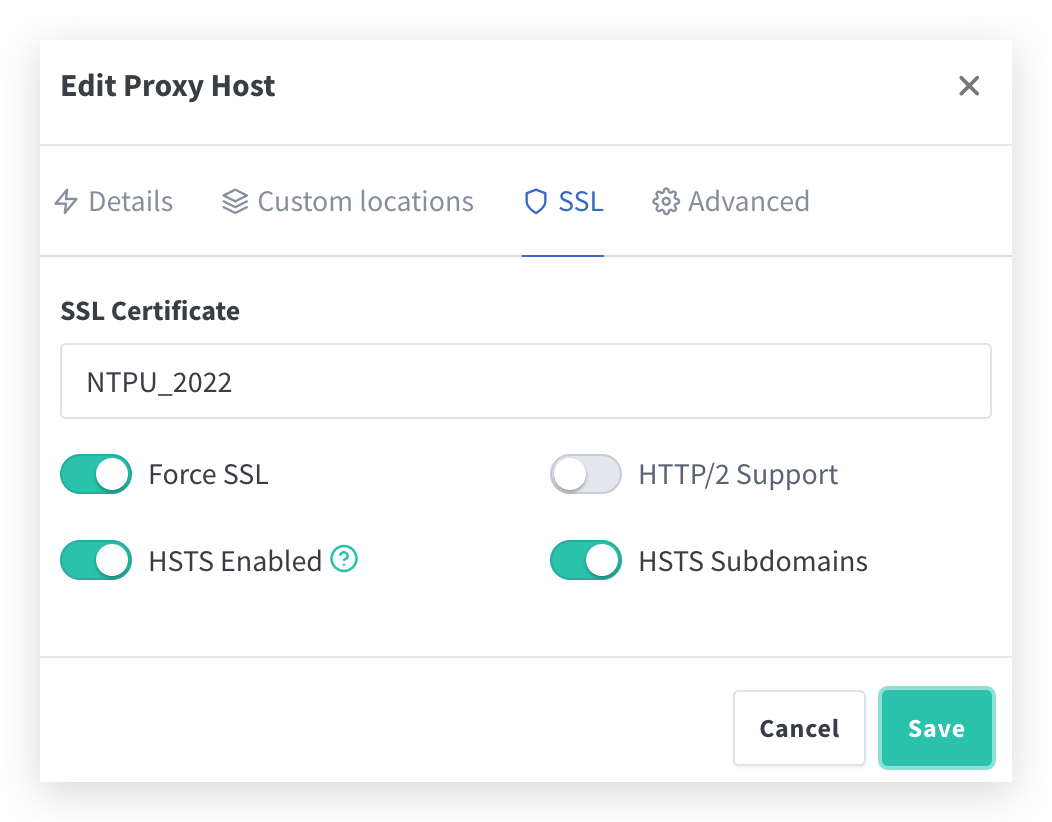 Edit Proxy Host
Details Custom locations SSL Advanced
SSL Certificate
NTPU_2022
Force SSL HTTP/2 Support
HSTS Enabled ? HSTS Subdomains
Cancel Save